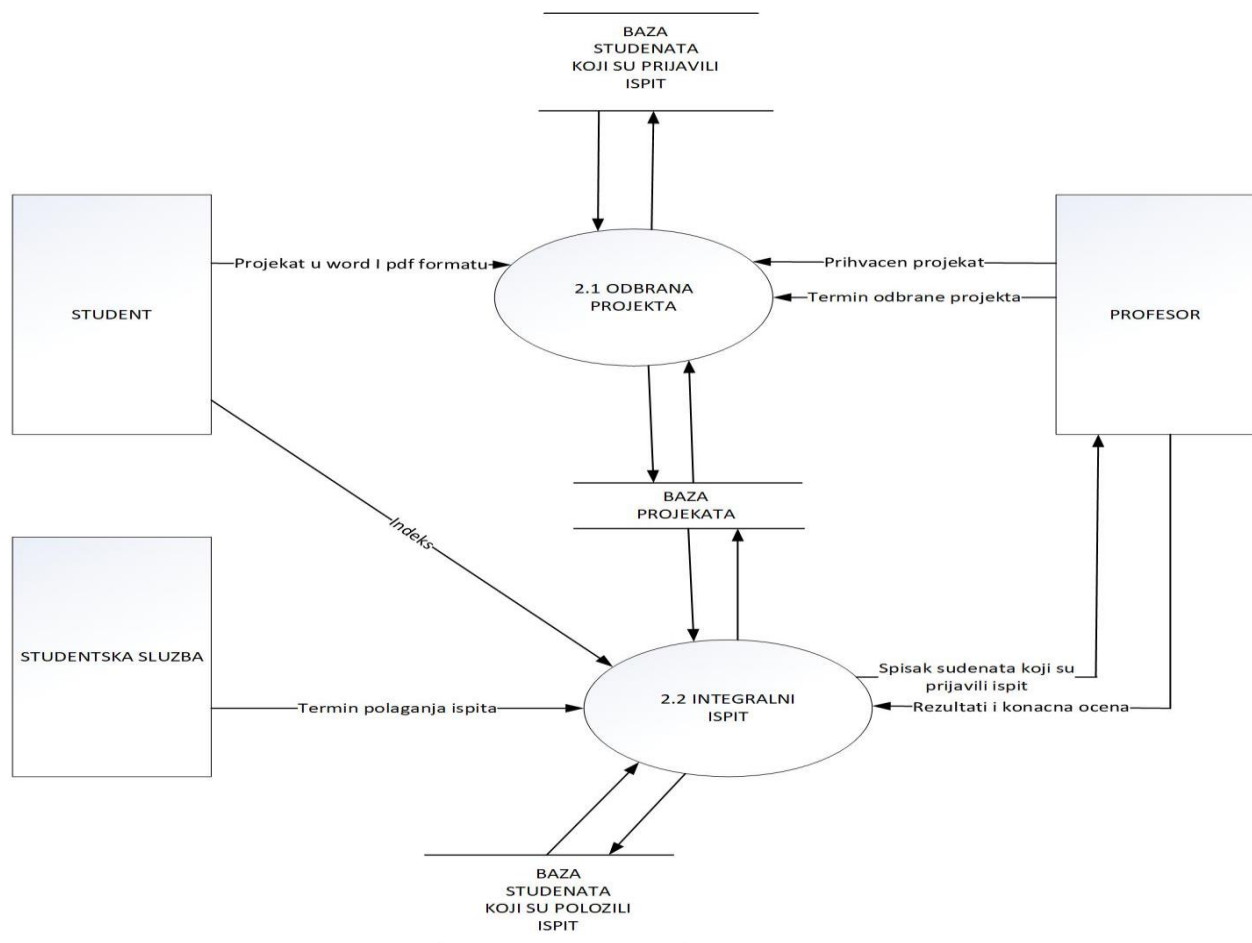 BAZA
STUDENATA
KOJI SU PRIJAVILI
ISPIT
Projekat u word I pdf formatu
Prihvacen projekat
2.1 ODBRANA
PROJEKTA
Termin odbrane projekta
STUDENT
PROFESOR
BAZA
PROJEKATA
Indeks
STUDENTSKA SLUZBA
Spisak sudenata koji su
prijavili ispit
2.2 INTEGRALNI
ISPIT
Termin polaganja ispita
Rezultati i konacna ocena
BAZA
STUDENATA
KOJI SU POLOZILI
ISPIT